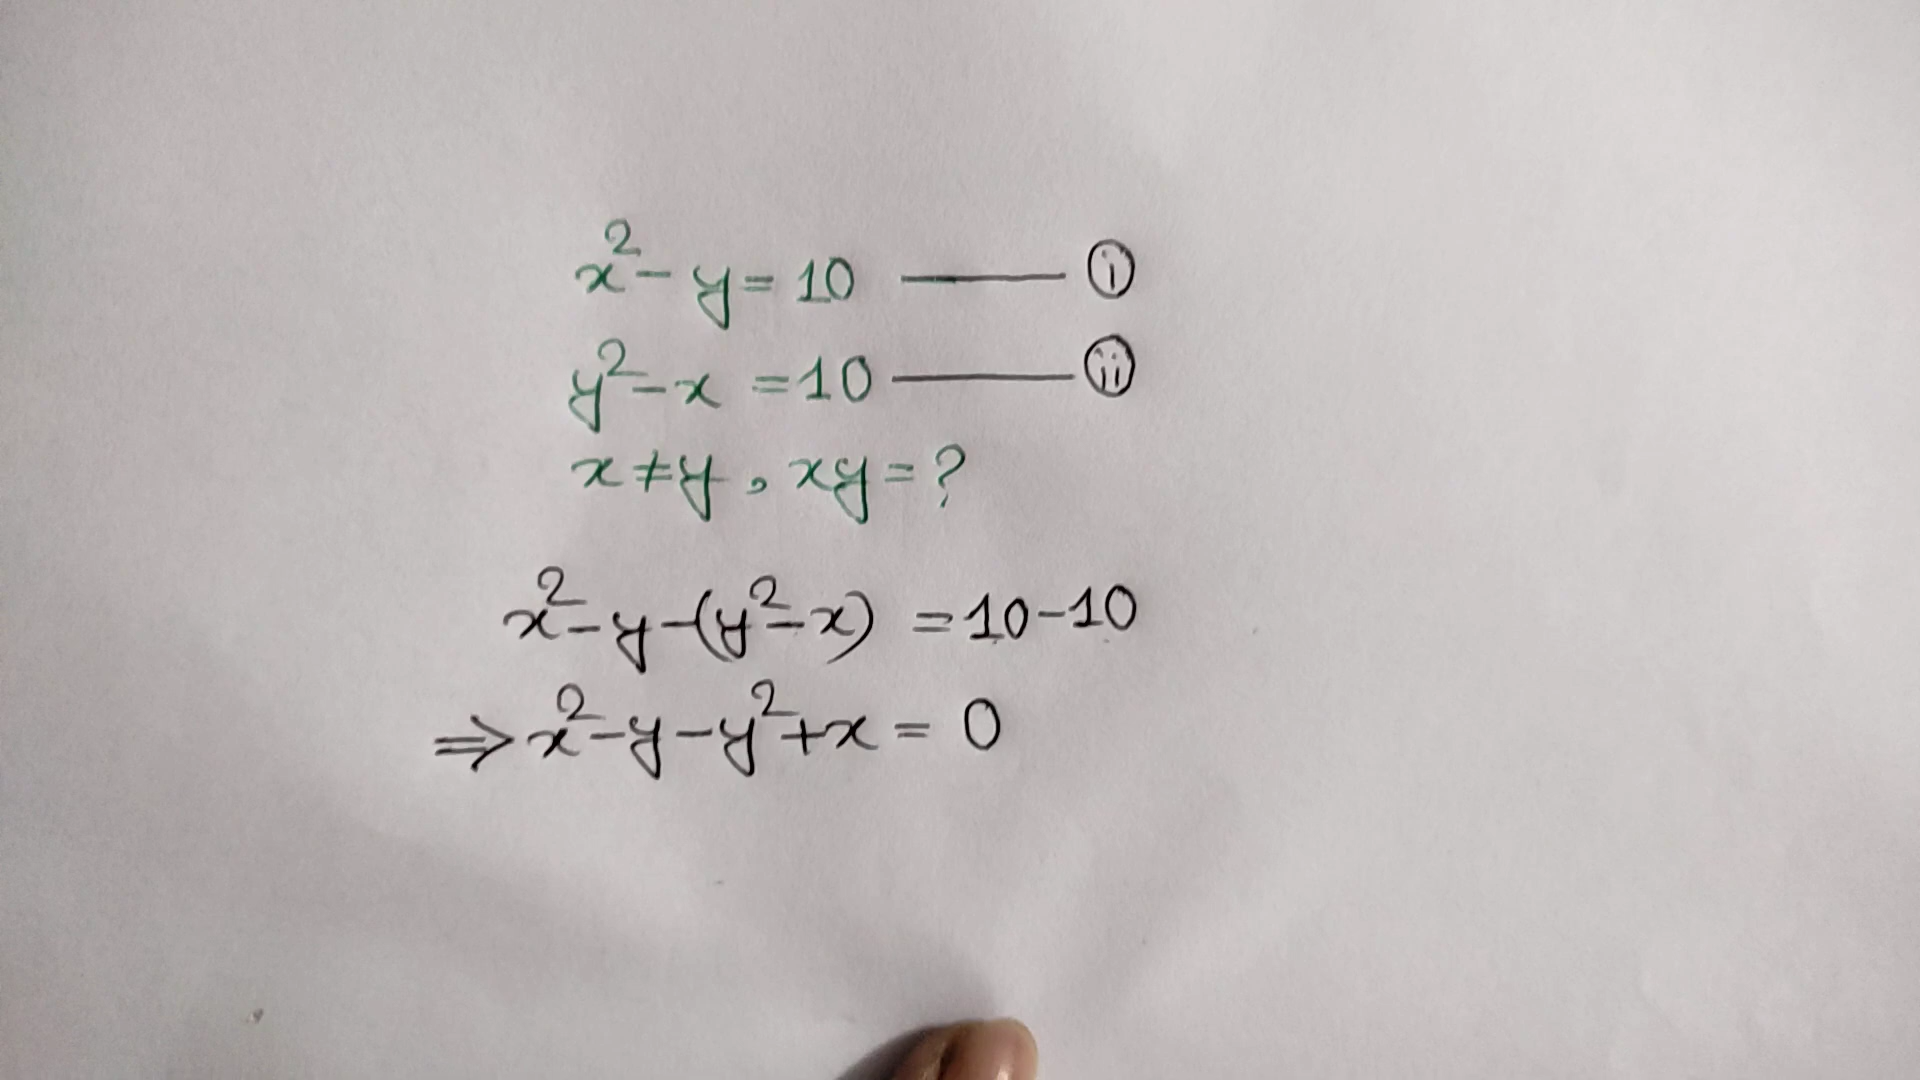 x² - y = 10 —— (i)
y² - x = 10 —— (ii)
x ≠ y, xy = ?
x² - y - (y² - x) = 10 - 10
⇒ x² - y - y² + x = 0